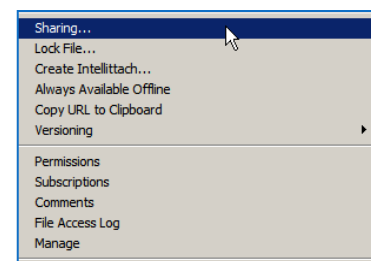 Sharing...
Lock File...
Create Intellittach...
Always Available Offline
Copy URL to Clipboard
Versioning
Permissions
Subscriptions
Comments
File Access Log
Manage